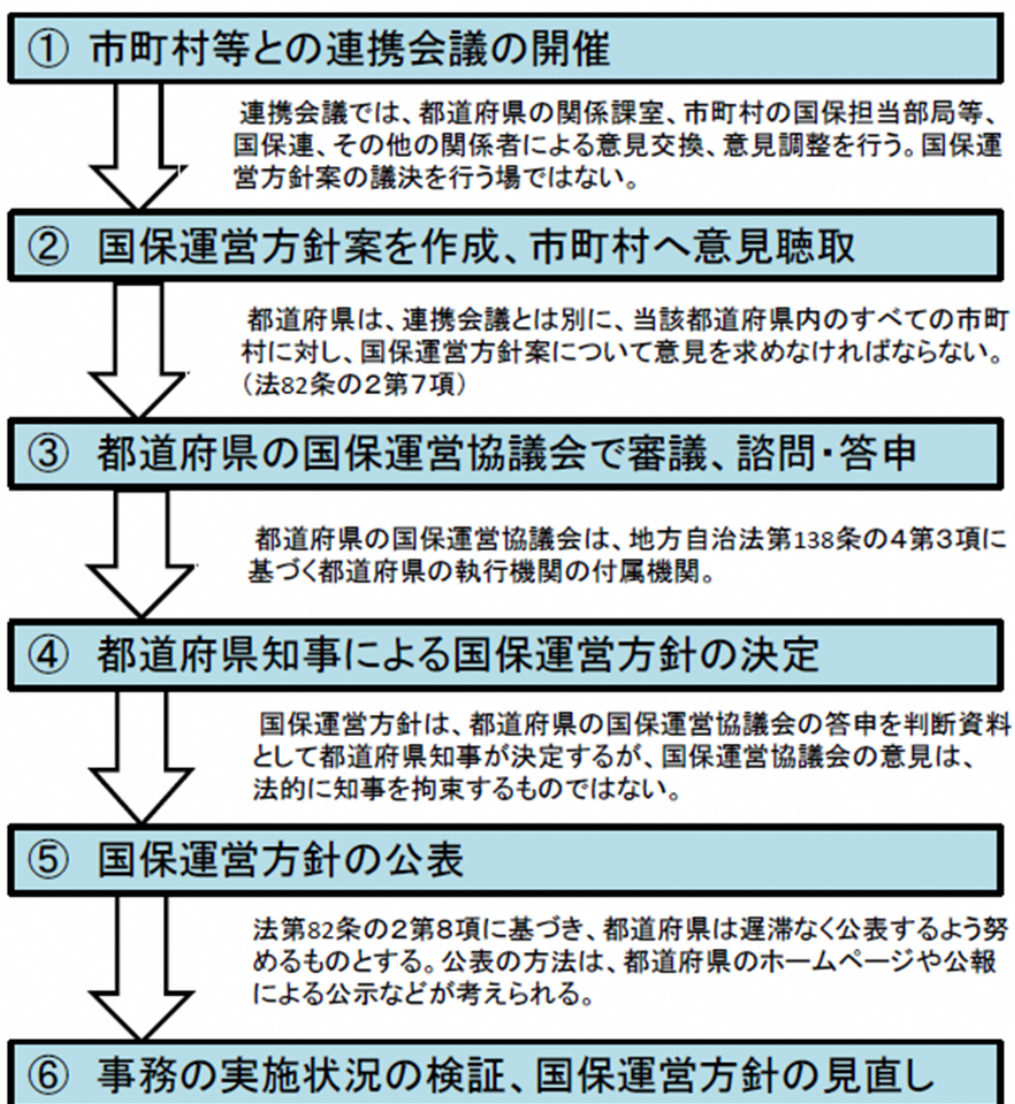 ① 市町村等との連携会議の開催
連携会議では、都道府県の関係課室、市町村の国保担当部局等、
国保連、その他の関係者による意見交換、意見調整を行う。国保運
営方針案の議決を行う場ではない。
② 国保運営方針案を作成、市町村へ意見聴取
都道府県は、連携会議とは別に、当該都道府県内のすべての市町
村に対し、国保運営方針案について意見を求めなければならない。
（法82条の２第７項）
③ 都道府県の国保運営協議会で審議、諮問・答申
都道府県の国保運営協議会は、地方自治法第138条の４第３項に
基づく都道府県の執行機関の付属機関。
④ 都道府県知事による国保運営方針の決定
国保運営方針は、都道府県の国保運営協議会の答申を判断資料
として都道府県知事が決定するが、国保運営協議会の意見は、
法的に知事を拘束するものではない。
⑤ 国保運営方針の公表
法第82条の２第８項に基づき、都道府県は遅滞なく公表するよう努
めるものとする。公表の方法は、都道府県のホームページや公報
による公示などが考えられる。
⑥ 事務の実施状況の検証、国保運営方針の見直し